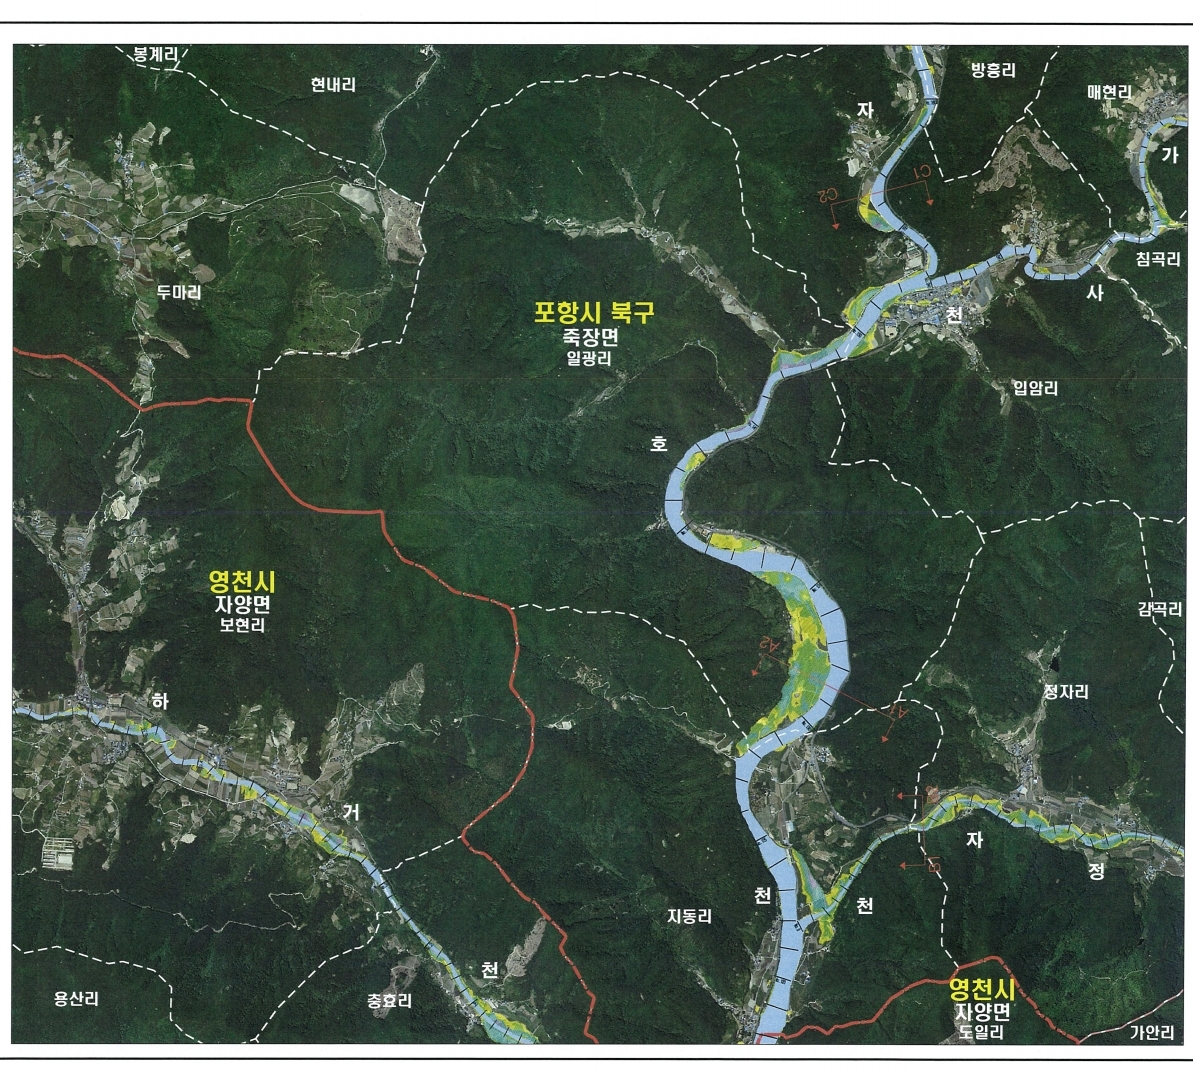 봉계리
현내리
방흥리
매현리
자
가
C1
C2
침곡리
두마리
사
포항시 북구
죽장면
일광리
천
입암리
호
영천시
자양면
보현리
감곡리
A2
정자리
하
A1
거
자
정
천
천
지동리
천
용산리
충효리
영천시
자양면
도일리
가안리